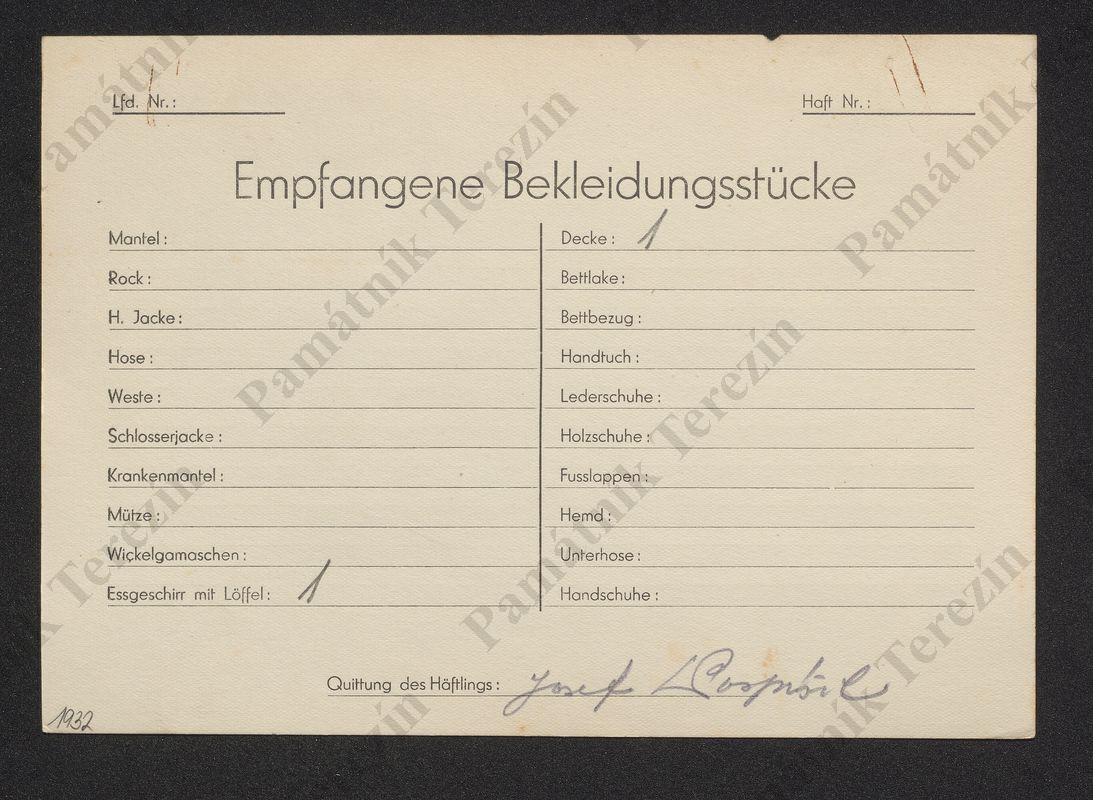 Lfd. Nr.:
Haft Nr.:
Empfangene Bekleidungsstücke
Mantel:
Rock:
H. Jacke:
Hose:
Weste:
Schlosserjacke:
Krankenmantel:
Mütze:
Wickelgamaschen:
Essgeschirr mit Löffel: 1
Decke: 1
Bettlake:
Bettbezug:
Handtuch:
Lederschuhe:
Holzschuhe:
Fusslappen:
Hemd:
Unterhose:
Handschuhe:
Quittung des Häftlings: Josef Pospíšil
1932
Památník Terezín